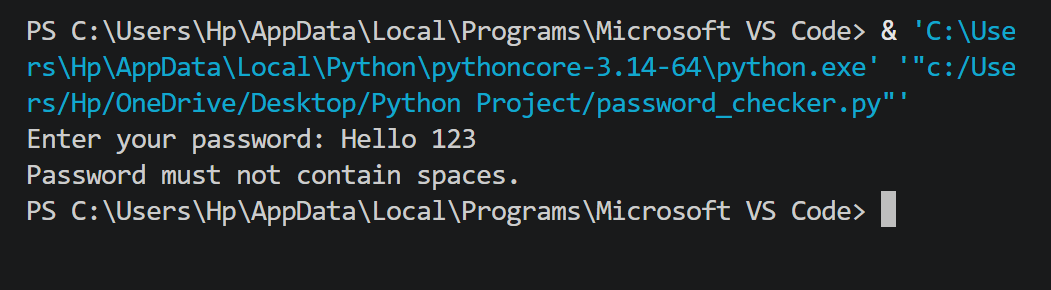 PS C:\Users\Hp\AppData\Local\Programs\Microsoft VS Code> & 'C:\Use
rs\Hp\AppData\Local\Python\pythoncore-3.14-64\python.exe' '"c:/Use
rs/Hp/OneDrive/Desktop/Python Project/password_checker.py"'
Enter your password: Hello 123
Password must not contain spaces.
PS C:\Users\Hp\AppData\Local\Programs\Microsoft VS Code>